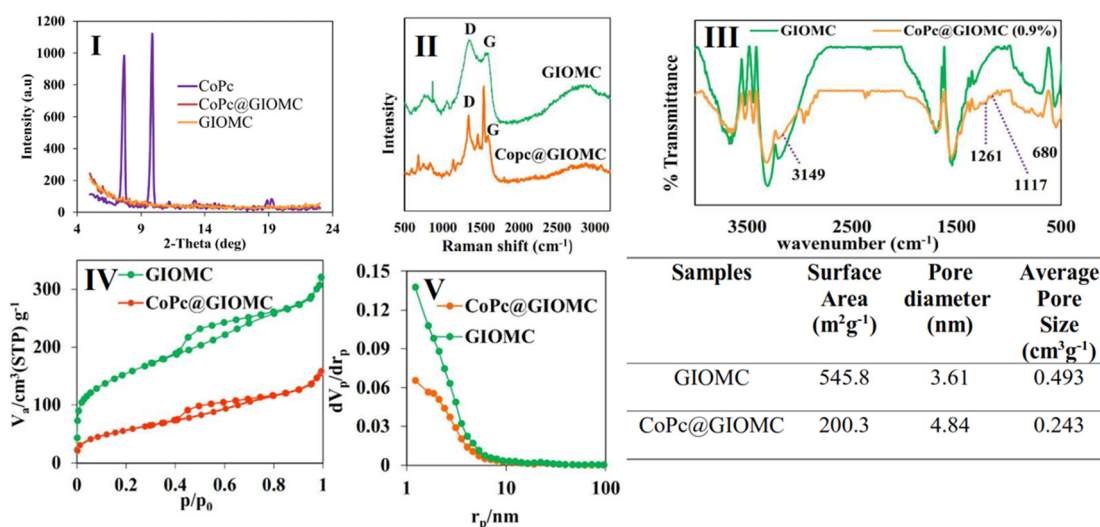 I
Intensity (a.u)
1200
1000
800
600
400
200
0
CoPc
CoPc@GIOMC
GIOMC
4 9 14 19 24
2-Theta (deg)
II
Intensity
D
G
GIOMC
D
G
Copc@GIOMC
500 1000 1500 2000 2500 3000
Raman shift (cm-1)
III
GIOMC
CoPc@GIOMC (0.9%)
% Transmittance
3149
1261
1117
680
3500 2500 1500 500
wavenumber (cm-1)
IV
GIOMC
CoPc@GIOMC
Va/cm3(STP) g-1
300
200
100
0
0 0.2 0.4 0.6 0.8 1
p/p0
V
CoPc@GIOMC
GIOMC
dVp/drp
0.15
0.12
0.09
0.06
0.03
0
1 10 100
rp/nm
Samples Surface Pore Average
Area diameter Pore
(m2g-1) (nm) Size
(cm3g-1)
GIOMC 545.8 3.61 0.493
CoPc@GIOMC 200.3 4.84 0.243